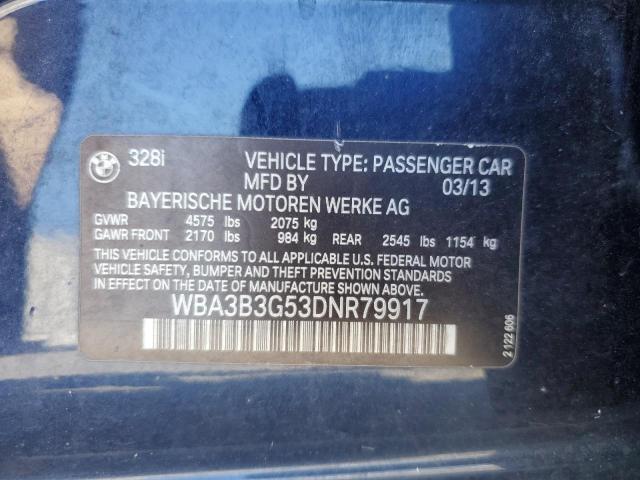 328i VEHICLE TYPE: PASSENGER CAR
MFD BY 03/13
BAYERISCHE MOTOREN WERKE AG
GVWR 4575 lbs 2075 kg
GAWR FRONT 2170 lbs 984 kg REAR 2545 lbs 1154 kg
THIS VEHICLE CONFORMS TO ALL APPLICABLE U.S. FEDERAL MOTOR
VEHICLE SAFETY, BUMPER AND THEFT PREVENTION STANDARDS
IN EFFECT ON THE DATE OF MANUFACTURE SHOWN ABOVE.
WBA3B3G53DNR79917
2 122 606